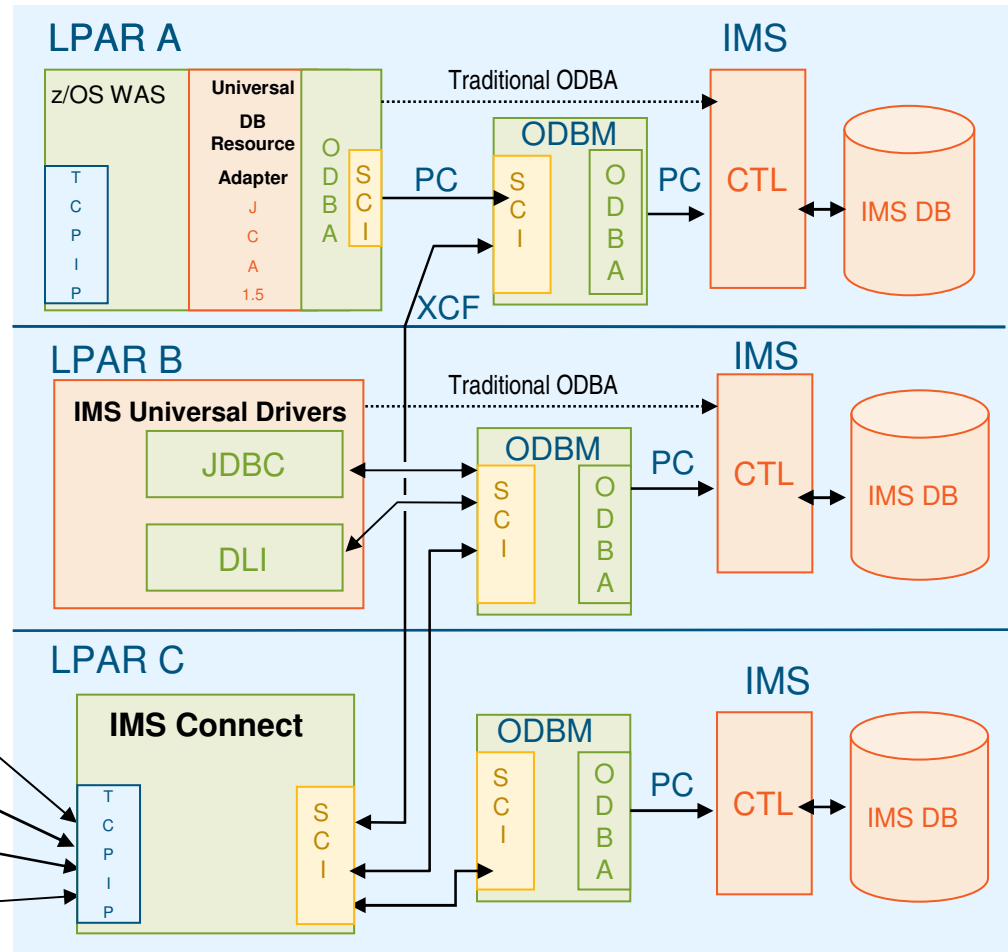 LPAR A
IMS
z/OS WAS
Universal
DB
Resource
Adapter
J
C
A
1.5
O
D
B
A
S
C
I
T
C
P
I
P
Traditional ODBA
PC
ODBM
S
C
I
O
D
B
A
PC
CTL
IMS DB
XCF
LPAR B
IMS
IMS Universal Drivers
JDBC
DLI
Traditional ODBA
ODBM
S
C
I
O
D
B
A
PC
CTL
IMS DB
LPAR C
IMS
IMS Connect
T
C
P
I
P
S
C
I
ODBM
S
C
I
O
D
B
A
PC
CTL
IMS DB